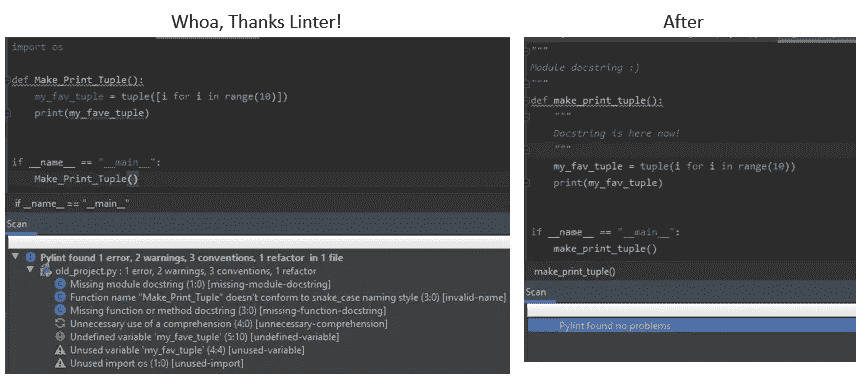 Whoa, Thanks Linter!
import os
def Make_Print_Tuple():
my_fav_tuple = tuple([i for i in range(10)])
print(my_fave_tuple)
if __name__ == "__main__":
Make_Print_Tuple()
if __name__ == "__main__"
Scan
Pylint found 1 error, 2 warnings, 3 conventions, 1 refactor in 1 file
old_project.py : 1 error, 2 warnings, 3 conventions, 1 refactor
Missing module docstring (1:0) [missing-module-docstring]
Function name "Make_Print_Tuple" doesn't conform to snake_case naming style (3:0) [invalid-name]
Missing function or method docstring (3:0) [missing-function-docstring]
Unnecessary use of a comprehension (4:0) [unnecessary-comprehension]
Undefined variable 'my_fave_tuple' (5:10) [undefined-variable]
Unused variable 'my_fav_tuple' (4:4) [unused-variable]
Unused import os (1:0) [unused-import]
After
"""
Module docstring :)
"""
def make_print_tuple():
"""
Docstring is here now!
"""
my_fav_tuple = tuple(i for i in range(10))
print(my_fav_tuple)
if __name__ == "__main__":
make_print_tuple()
make_print_tuple()
Scan
Pylint found no problems